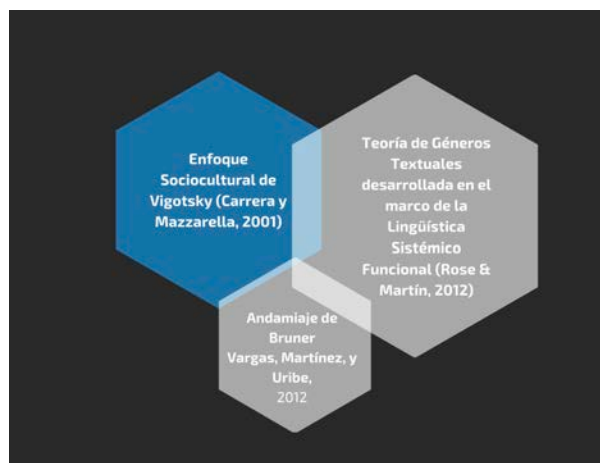 Enfoque
Sociocultural de
Vigotsky (Carrera y
Mazzarella, 2001)
Teoría de Géneros
Textuales
desarrollada en el
marco de la
Lingüística
Sistémico
Funcional (Rose &
Martín, 2012)
Andamiaje de
Bruner
Vargas, Martínez, y
Uribe,
2012